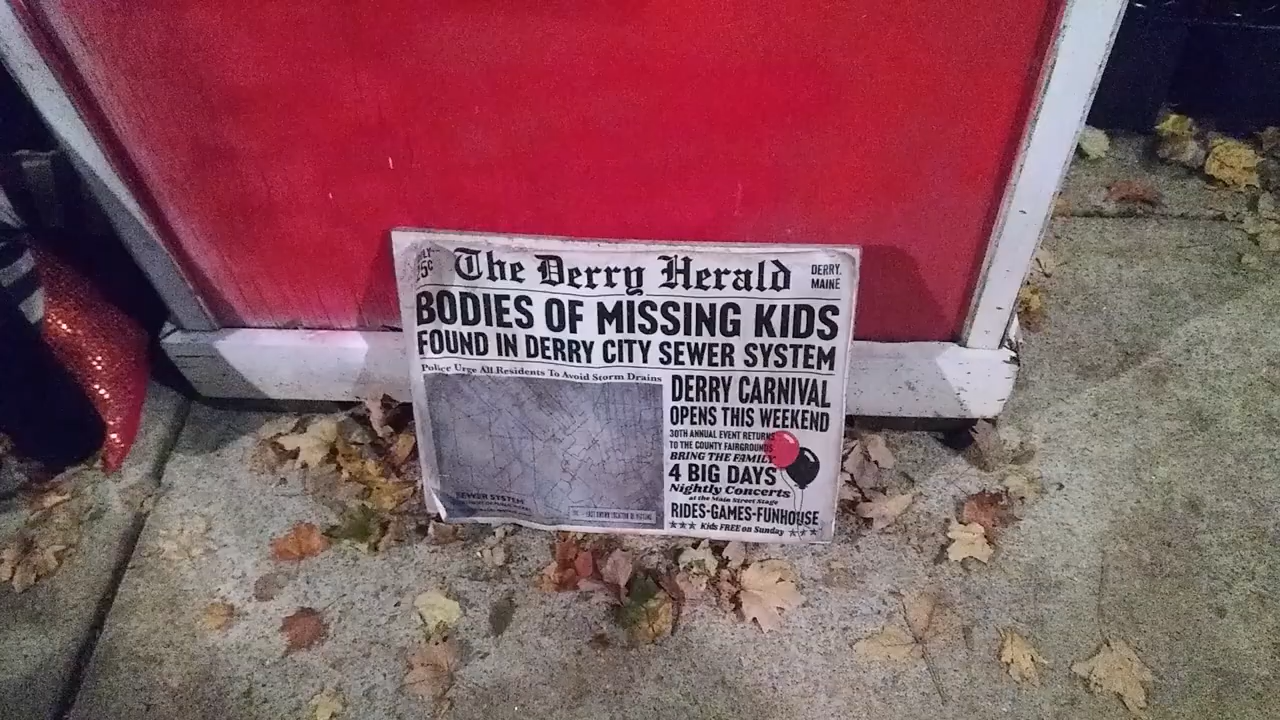 The Derry Herald
DERRY,
MAINE
BODIES OF MISSING KIDS
FOUND IN DERRY CITY SEWER SYSTEM
Police Urge All Residents To Avoid Storm Drains
SEWER SYSTEM
DERRY CARNIVAL
OPENS THIS WEEKEND
30TH ANNUAL EVENT RETURNS
TO THE COUNTY FAIRGROUNDS
BRING THE FAMILY
4 BIG DAYS
Nightly Concerts
at the Main Street Stage
RIDES-GAMES-FUNHOUSE
Kids FREE on Sunday